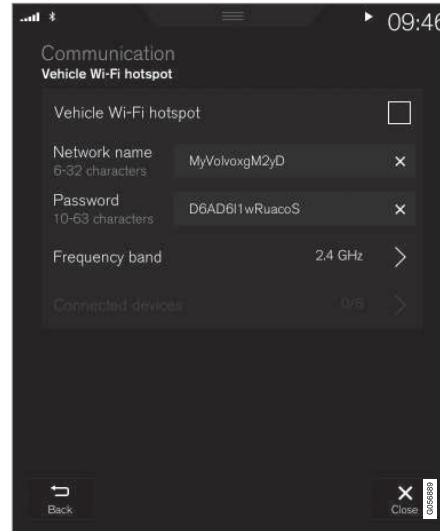 09:46
Communication
Vehicle Wi-Fi hotspot
Vehicle Wi-Fi hotspot
Network name
6-32 characters
MyVolvoxgM2yD
Password
10-63 characters
D6AD6l1wRuacoS
Frequency band
2.4 GHz
Connected devices
0/8
Back
Close
G056889